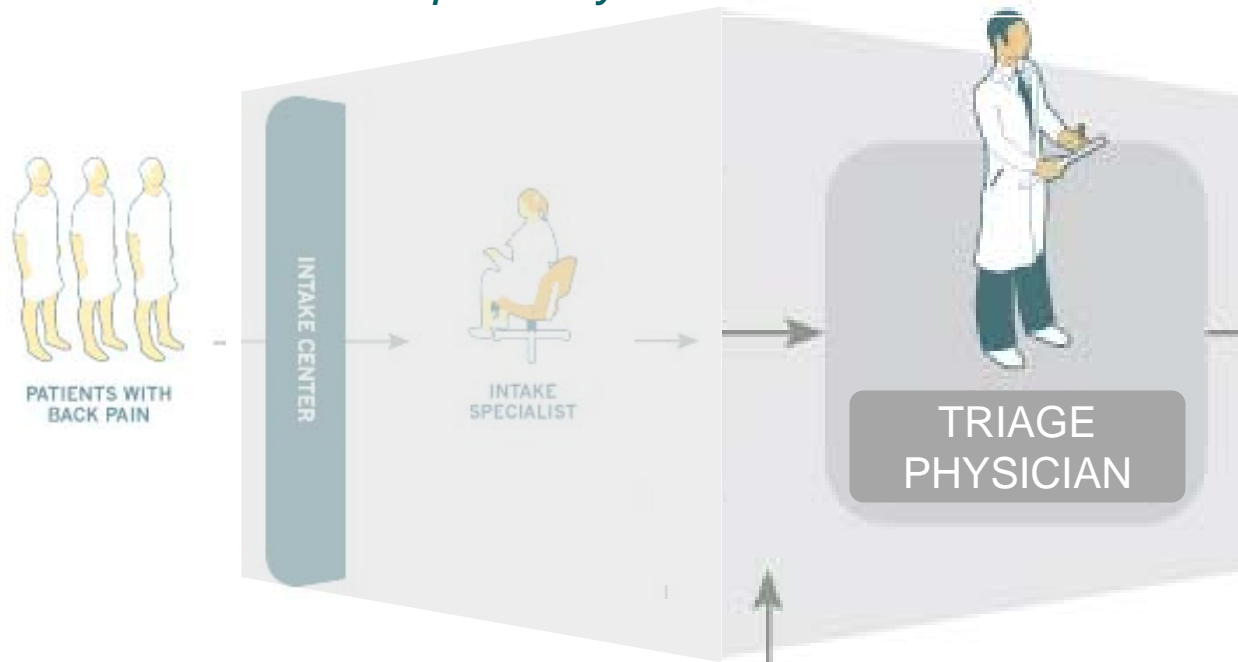 PATIENTS WITH
BACK PAIN
INTAKE CENTER
INTAKE
SPECIALIST
TRIAGE
PHYSICIAN